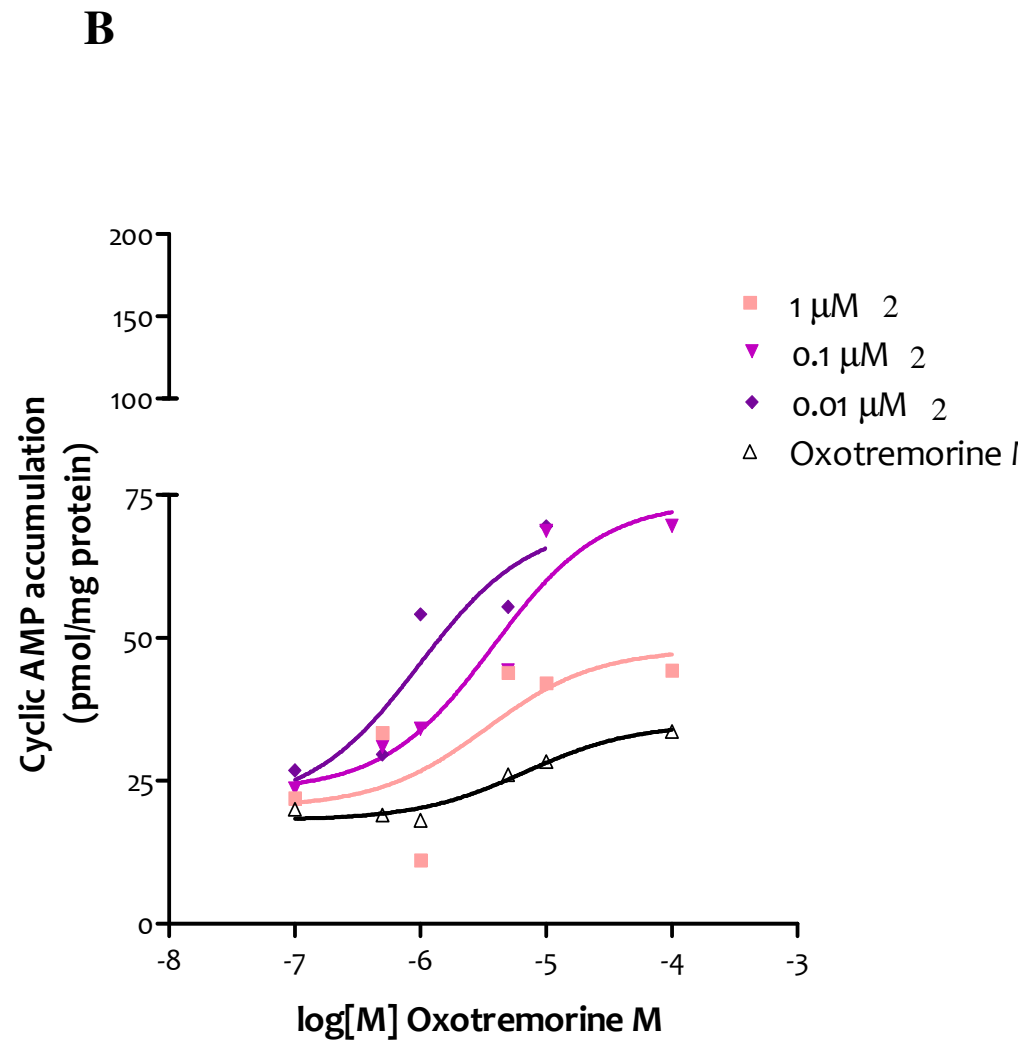 B
200
150
100
75
50
25
0
-8 -7 -6 -5 -4 -3
Cyclic AMP accumulation
(pmol/mg protein)
log[M] Oxotremorine M
1 μM 2
0.1 μM 2
0.01 μM 2
Oxotremorine M